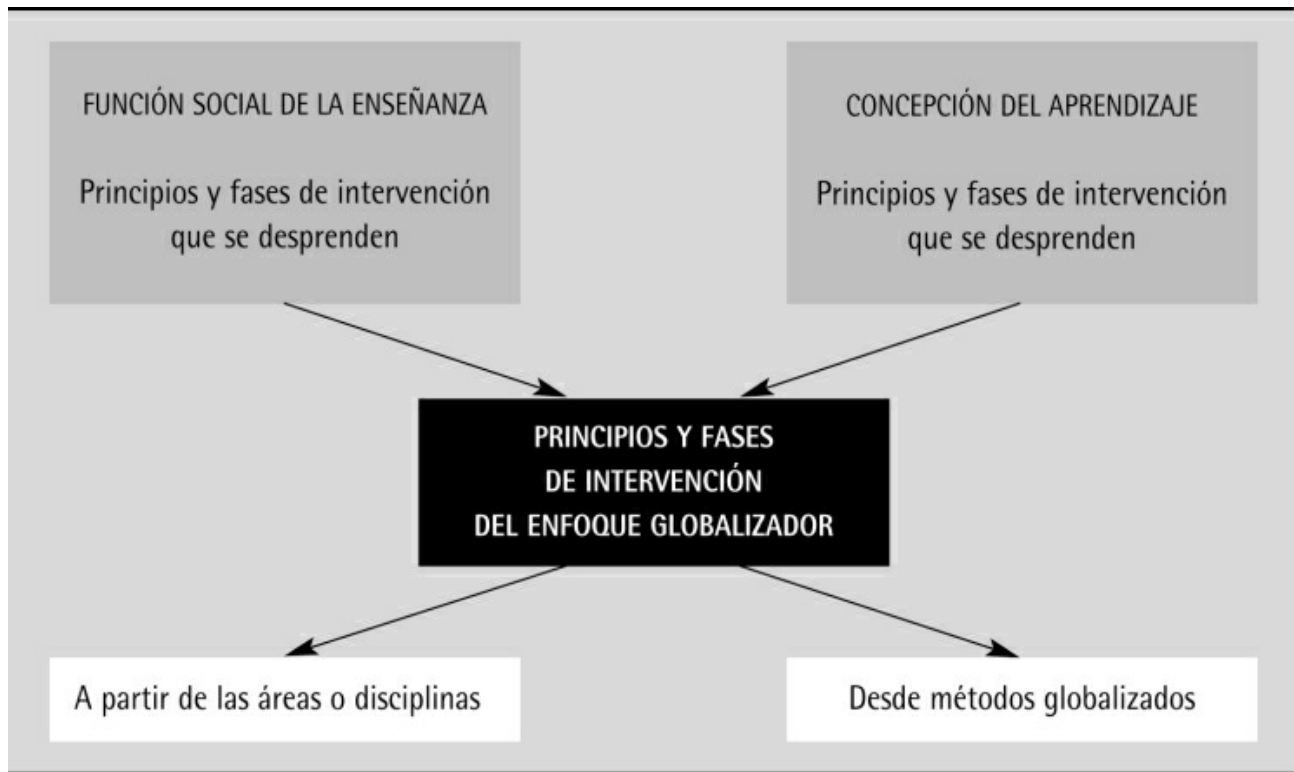 FUNCIÓN SOCIAL DE LA ENSEÑANZA
Principios y fases de intervención
que se desprenden
CONCEPCIÓN DEL APRENDIZAJE
Principios y fases de intervención
que se desprenden
PRINCIPIOS Y FASES
DE INTERVENCIÓN
DEL ENFOQUE GLOBALIZADOR
A partir de las áreas o disciplinas
Desde métodos globalizados